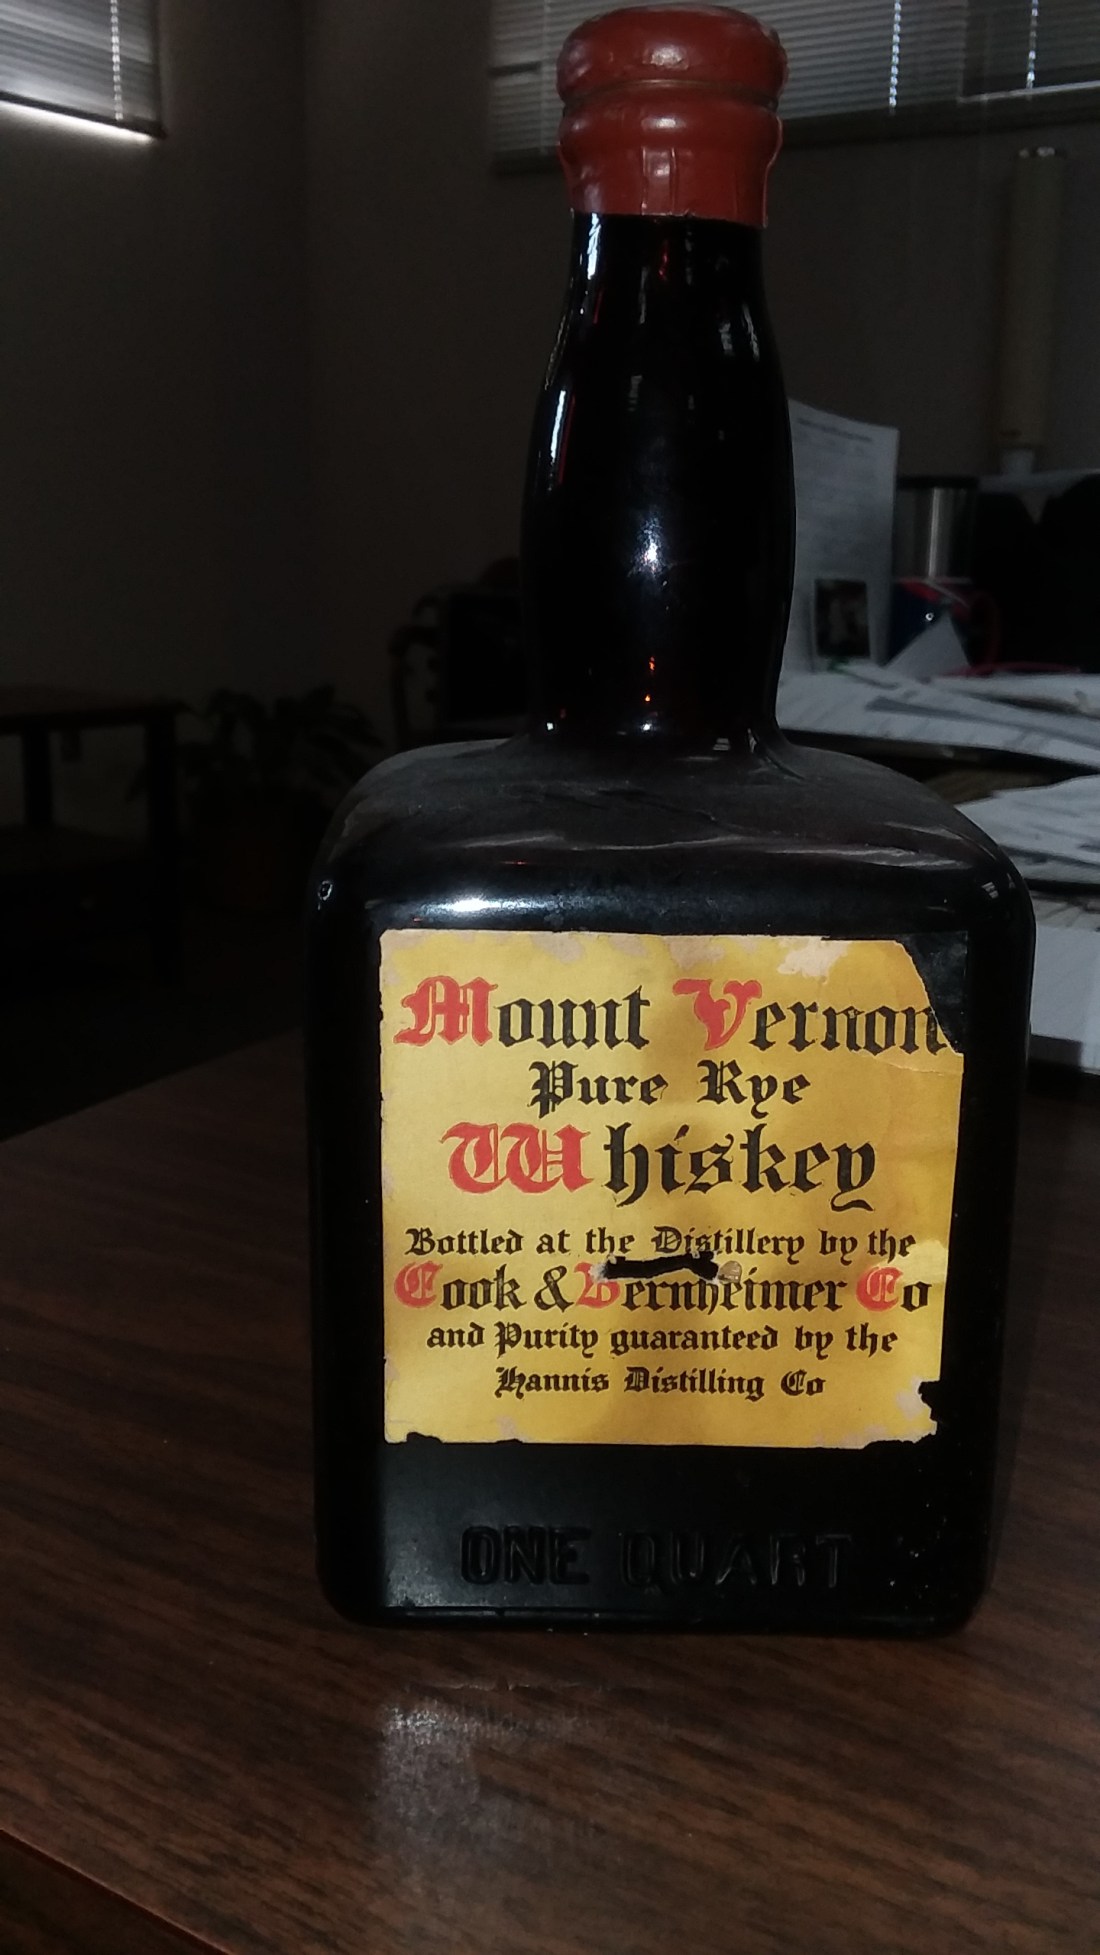 Mount Vernon
Pure Rye
Whiskey
Bottled at the Distillery by the
Cook & Bernheimer Co
and Purity guaranteed by the
Hannis Distilling Co
ONE QUART